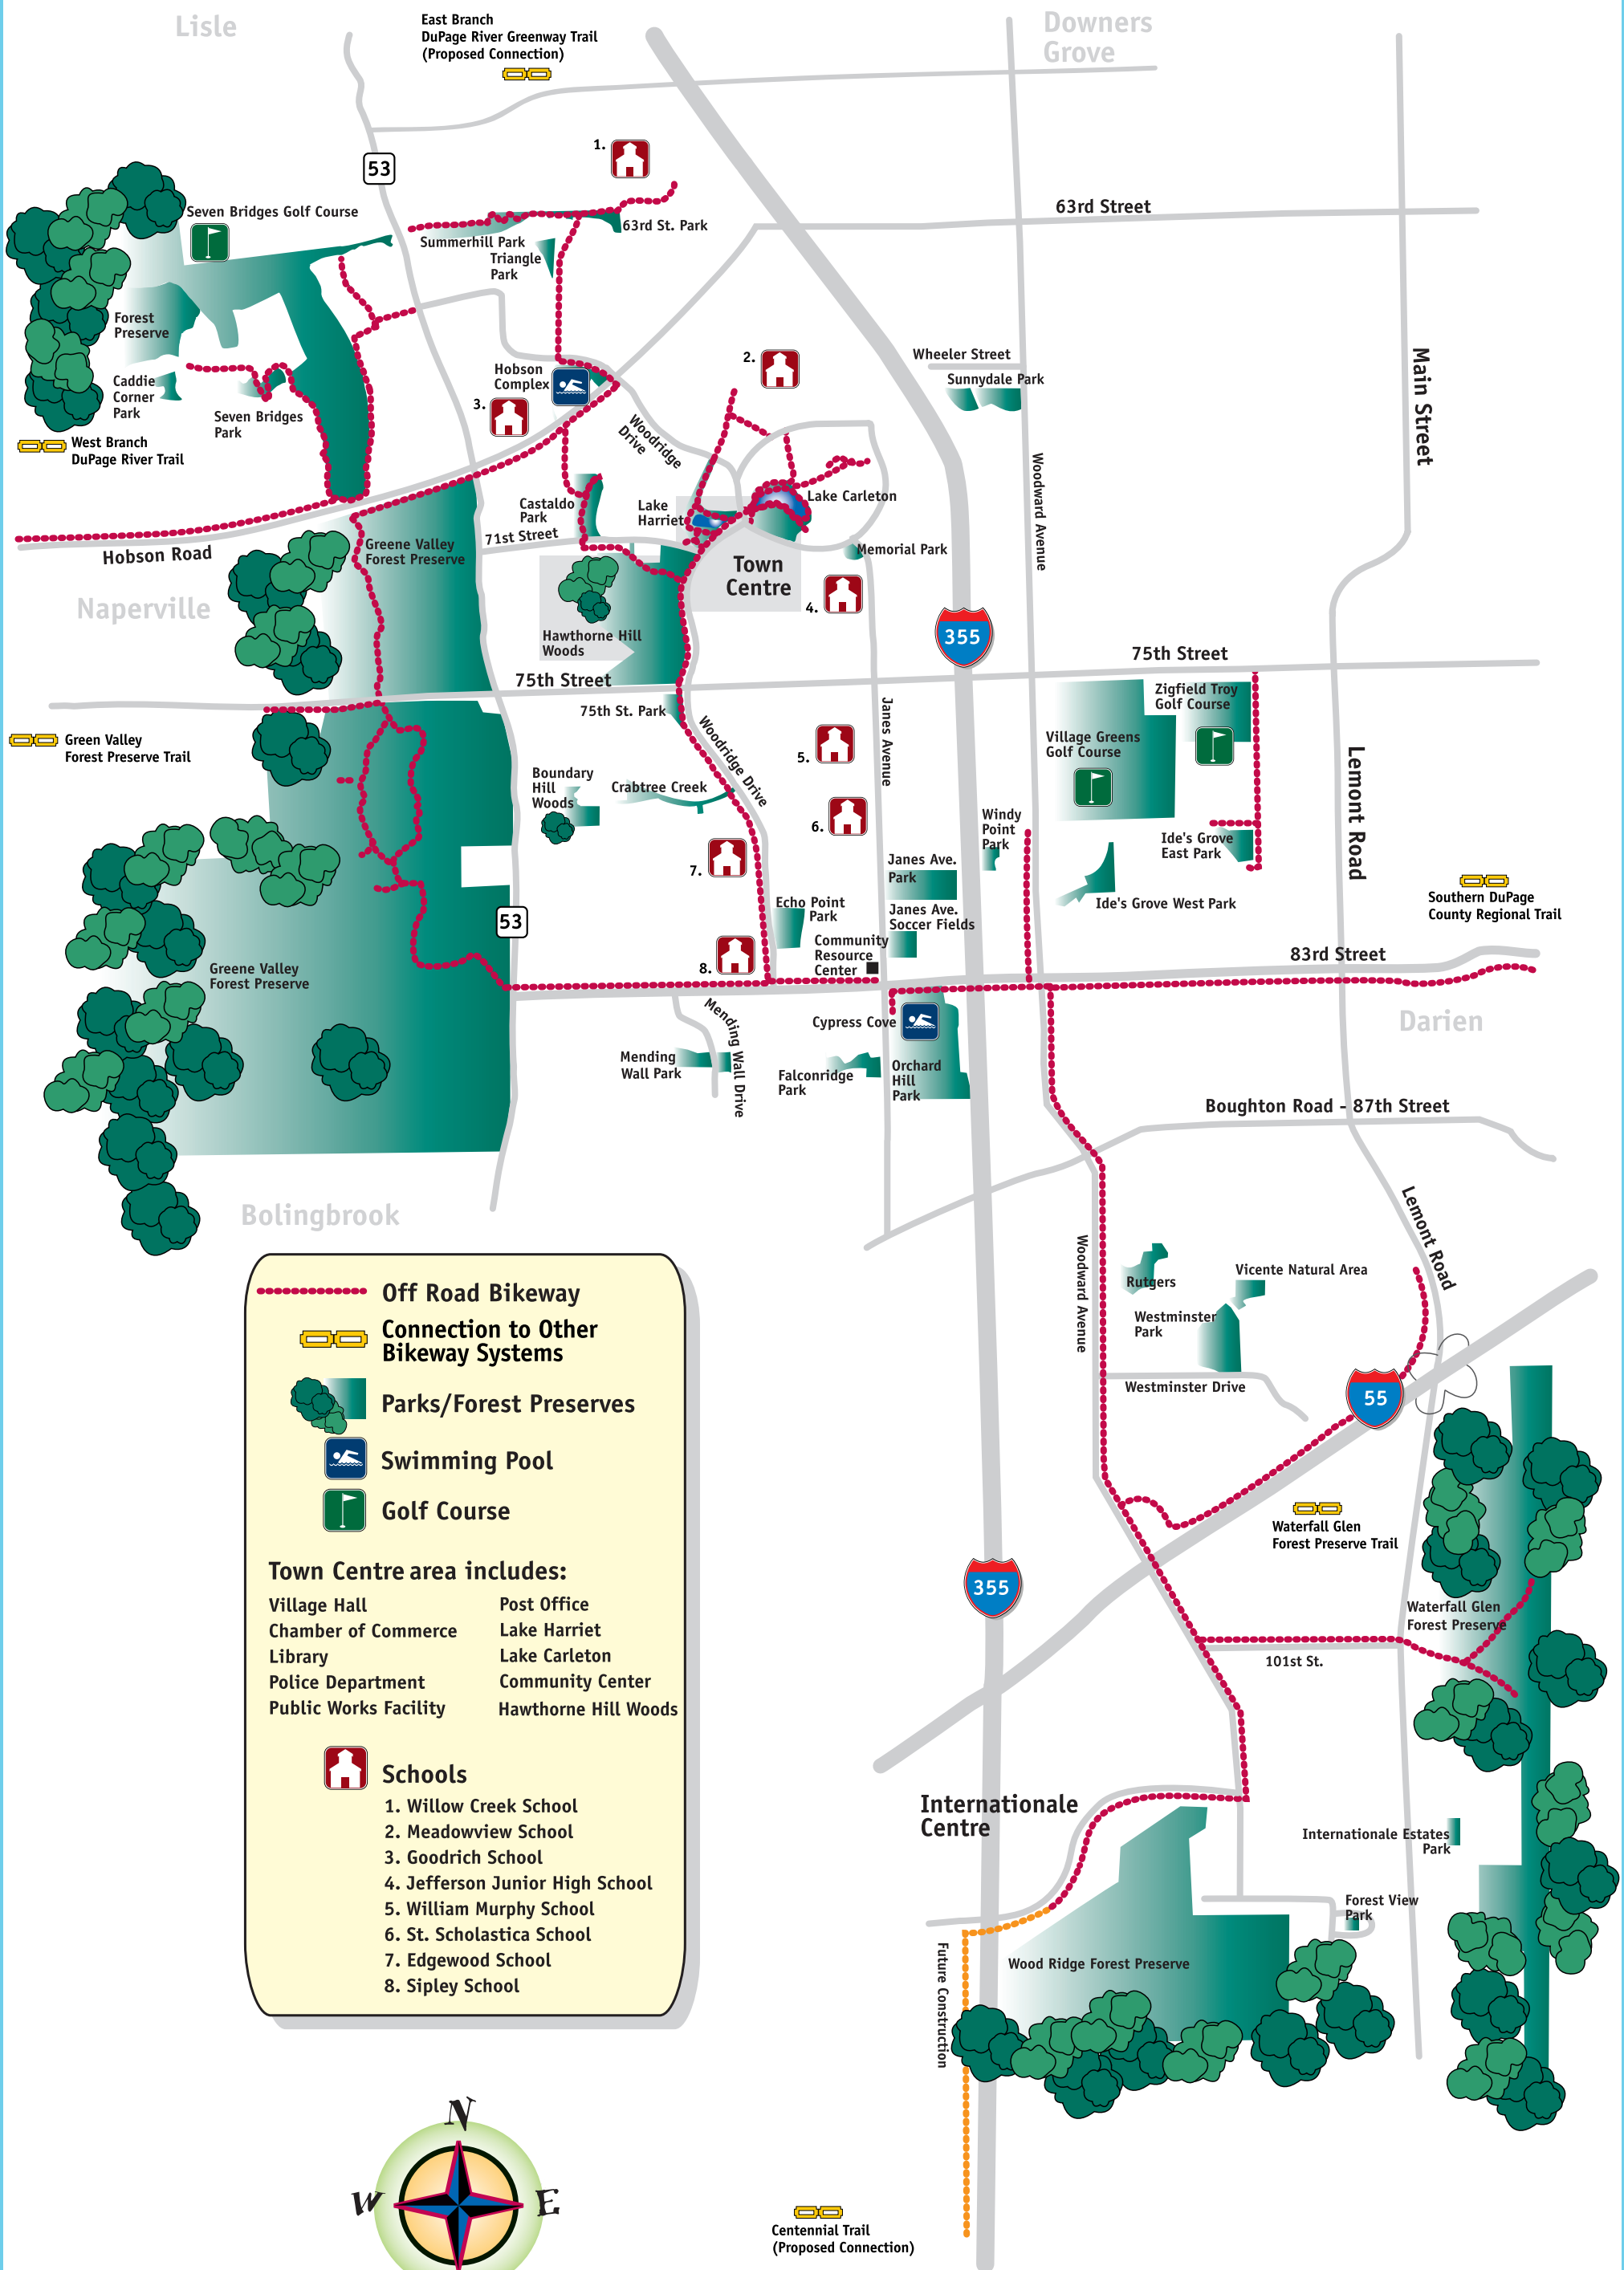 Lisle
East Branch
DuPage River Greenway Trail
(Proposed Connection)
Downers
Grove
53
1.
Seven Bridges Golf Course
63rd Street
63rd St. Park
Summerhill Park
Triangle
Park
Forest
Preserve
Caddie
Corner
Park
Seven Bridges
Park
West Branch
DuPage River Trail
Hobson
Complex
2.
3.
Wheeler Street
Sunnydale Park
Main Street
Woodridge
Drive
Woodward Avenue
Castaldo
Park
Lake
Harriet
Lake Carleton
71st Street
Hobson Road
Greene Valley
Forest Preserve
Memorial Park
Town
Centre
4.
Naperville
355
Hawthorne Hill
Woods
75th Street
75th Street
75th St. Park
Zigfield Troy
Golf Course
Woodridge Drive
Janes Avenue
Village Greens
Golf Course
Green Valley
Forest Preserve Trail
5.
Lemont Road
Boundary
Hill
Woods
Crabtree Creek
6.
Windy
Point
Park
Ide's Grove
East Park
7.
Janes Ave.
Park
Ide's Grove West Park
Southern DuPage
County Regional Trail
Echo Point
Park
Janes Ave.
Soccer Fields
53
Community
Resource
Center
8.
83rd Street
Greene Valley
Forest Preserve
Mending Wall Drive
Cypress Cove
Darien
Mending
Wall Park
Falconridge
Park
Orchard
Hill
Park
Boughton Road - 87th Street
Bolingbrook
Lemont Road
Woodward Avenue
Rutgers
Vicente Natural Area
Westminster
Park
Westminster Drive
55
Off Road Bikeway
Connection to Other
Bikeway Systems
Parks/Forest Preserves
Swimming Pool
Golf Course
Town Centre area includes:
Village Hall
Chamber of Commerce
Library
Police Department
Public Works Facility
Post Office
Lake Harriet
Lake Carleton
Community Center
Hawthorne Hill Woods
Schools
1. Willow Creek School
2. Meadowview School
3. Goodrich School
4. Jefferson Junior High School
5. William Murphy School
6. St. Scholastica School
7. Edgewood School
8. Sipley School
Waterfall Glen
Forest Preserve Trail
355
Waterfall Glen
Forest Preserve
101st St.
Internationale
Centre
Internationale Estates
Park
Forest View
Park
Future Construction
Wood Ridge Forest Preserve
N
W
E
Centennial Trail
(Proposed Connection)